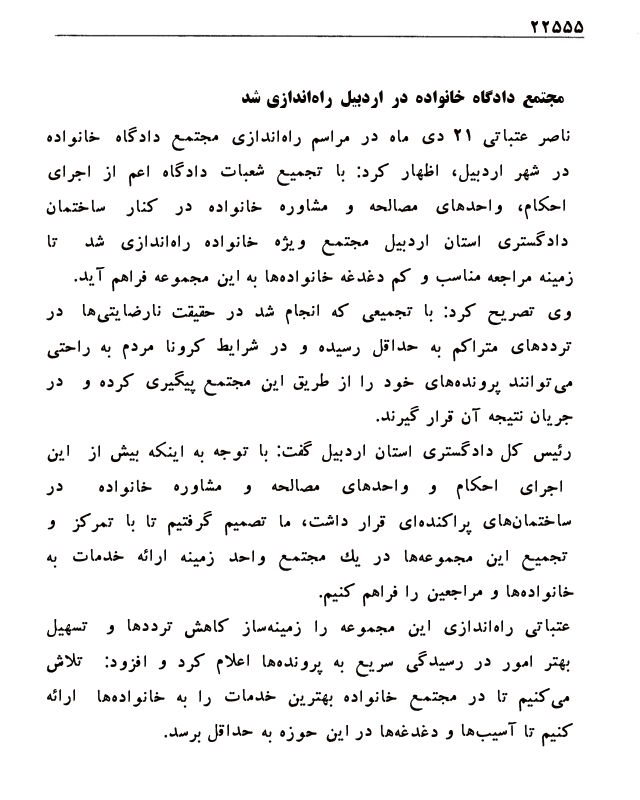 ۲۲۵۵۵
مجتمع دادگاه خانواده در اردبیل راه‌اندازی شد
ناصر عتباتی ۲۱ دی ماه در مراسم راه‌اندازی مجتمع دادگاه خانواده
در شهر اردبیل، اظهار کرد: با تجمیع شعبات دادگاه اعم از اجرای
احکام، واحدهای مصالحه و مشاوره خانواده در کنار ساختمان
دادگستری استان اردبیل مجتمع ویژه خانواده راه‌اندازی شد تا
زمینه مراجعه مناسب و کم دغدغه خانواده‌ها به این مجموعه فراهم آید.
وی تصریح کرد: با تجمیعی که انجام شد در حقیقت نارضایتی‌ها در
ترددهای متراکم به حداقل رسیده و در شرایط کرونا مردم به راحتی
می‌توانند پرونده‌های خود را از طریق این مجتمع پیگیری کرده و در
جریان نتیجه آن قرار گیرند.
رئیس کل دادگستری استان اردبیل گفت: با توجه به اینکه بیش از این
اجرای احکام و واحدهای مصالحه و مشاوره خانواده در
ساختمان‌های پراکنده‌ای قرار داشت، ما تصمیم گرفتیم تا با تمرکز و
تجمیع این مجموعه‌ها در یك مجتمع واحد زمینه ارائه خدمات به
خانواده‌ها و مراجعین را فراهم کنیم.
عتباتی راه‌اندازی این مجموعه را زمینه‌ساز کاهش ترددها و تسهیل
بهتر امور در رسیدگی سریع به پرونده‌ها اعلام کرد و افزود: تلاش
می‌کنیم تا در مجتمع خانواده بهترین خدمات را به خانواده‌ها ارائه
کنیم تا آسیب‌ها و دغدغه‌ها در این حوزه به حداقل برسد.